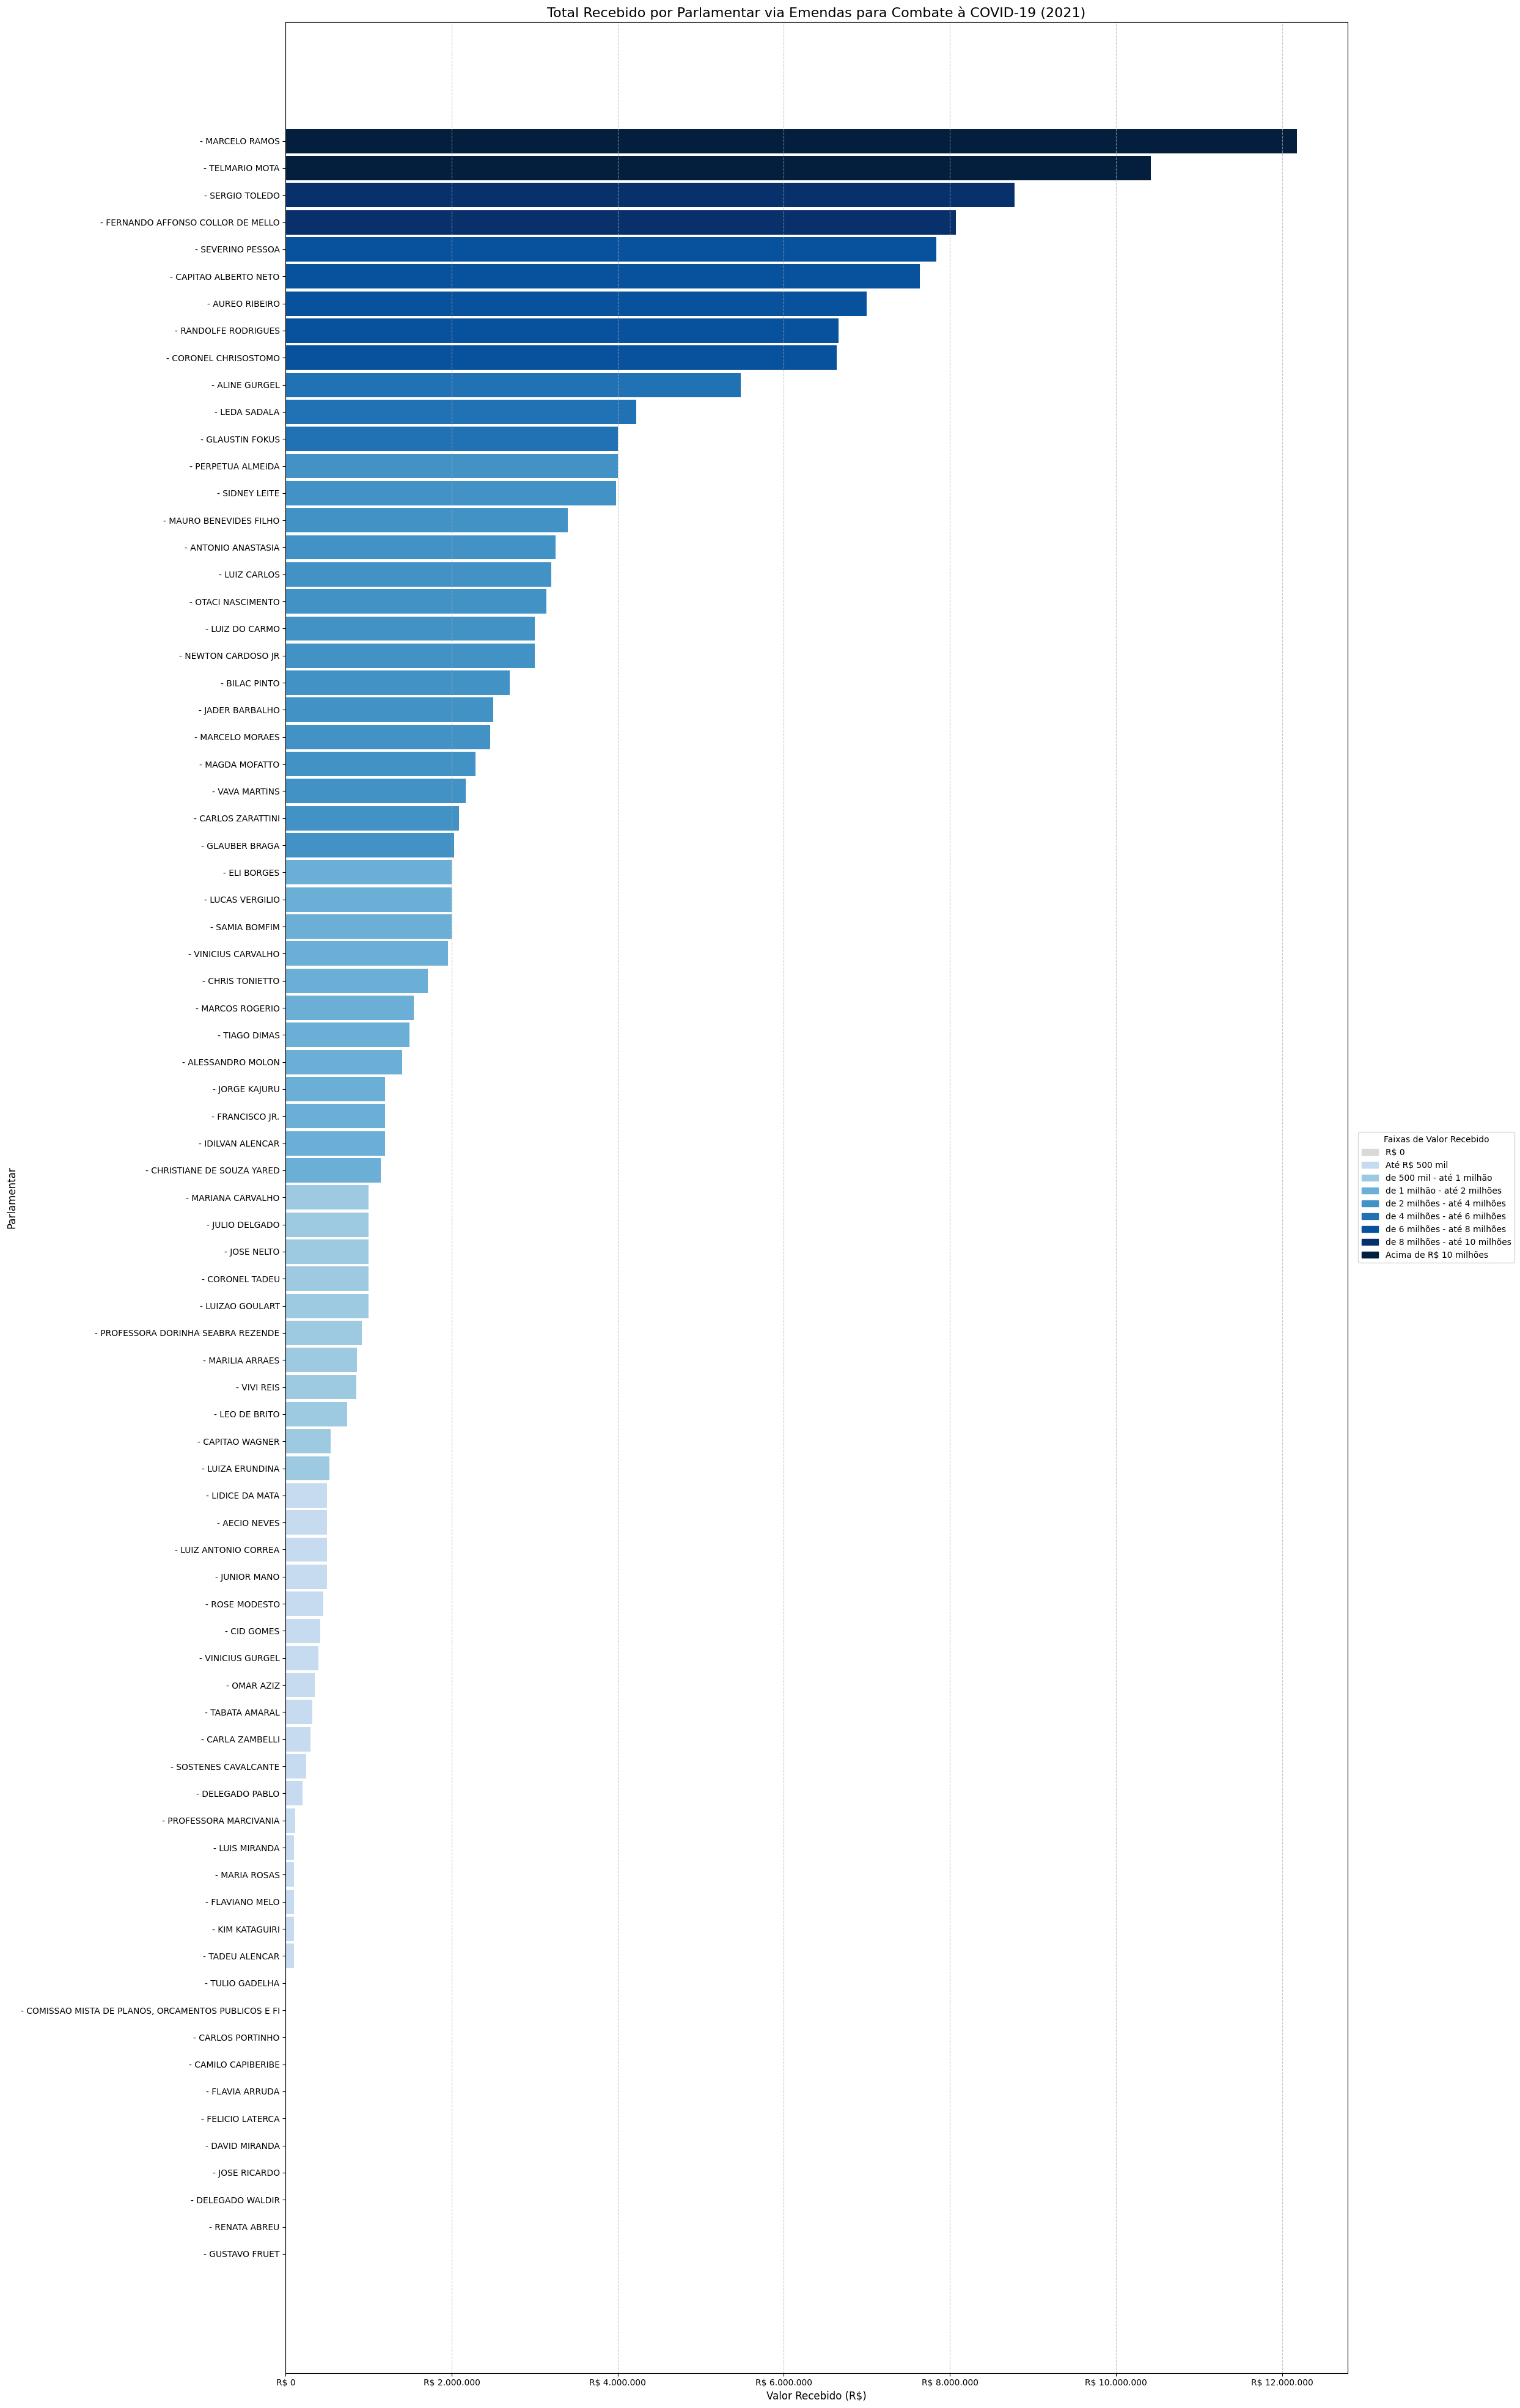 Total Recebido por Parlamentar via Emendas para Combate à COVID-19 (2021)
- MARCELO RAMOS
- TELMARIO MOTA
- SERGIO TOLEDO
- FERNANDO AFFONSO COLLOR DE MELLO
- SEVERINO PESSOA
- CAPITAO ALBERTO NETO
- AUREO RIBEIRO
- RANDOLFE RODRIGUES
- CORONEL CHRISOSTOMO
- ALINE GURGEL
- LEDA SADALA
- GLAUSTIN FOKUS
- PERPETUA ALMEIDA
- SIDNEY LEITE
- MAURO BENEVIDES FILHO
- ANTONIO ANASTASIA
- LUIZ CARLOS
- OTACI NASCIMENTO
- LUIZ DO CARMO
- NEWTON CARDOSO JR
- BILAC PINTO
- JADER BARBALHO
- MARCELO MORAES
- MAGDA MOFATTO
- VAVA MARTINS
- CARLOS ZARATTINI
- GLAUBER BRAGA
- ELI BORGES
- LUCAS VERGILIO
- SAMIA BOMFIM
- VINICIUS CARVALHO
- CHRIS TONIETTO
- MARCOS ROGERIO
- TIAGO DIMAS
- ALESSANDRO MOLON
- JORGE KAJURU
- FRANCISCO JR.
- IDILVAN ALENCAR
- CHRISTIANE DE SOUZA YARED
- MARIANA CARVALHO
- JULIO DELGADO
- JOSE NELTO
- CORONEL TADEU
- LUIZAO GOULART
- PROFESSORA DORINHA SEABRA REZENDE
- MARILIA ARRAES
- VIVI REIS
- LEO DE BRITO
- CAPITAO WAGNER
- LUIZA ERUNDINA
- LIDICE DA MATA
- AECIO NEVES
- LUIZ ANTONIO CORREA
- JUNIOR MANO
- ROSE MODESTO
- CID GOMES
- VINICIUS GURGEL
- OMAR AZIZ
- TABATA AMARAL
- CARLA ZAMBELLI
- SOSTENES CAVALCANTE
- DELEGADO PABLO
- PROFESSORA MARCIVANIA
- LUIS MIRANDA
- MARIA ROSAS
- FLAVIANO MELO
- KIM KATAGUIRI
- TADEU ALENCAR
- TULIO GADELHA
- COMISSAO MISTA DE PLANOS, ORCAMENTOS PUBLICOS E FI
- CARLOS PORTINHO
- CAMILO CAPIBERIBE
- FLAVIA ARRUDA
- FELICIO LATERCA
- DAVID MIRANDA
- JOSE RICARDO
- DELEGADO WALDIR
- RENATA ABREU
- GUSTAVO FRUET
Parlamentar
R$ 0
R$ 2.000.000
R$ 4.000.000
R$ 6.000.000
R$ 8.000.000
R$ 10.000.000
R$ 12.000.000
Valor Recebido (R$)
Faixas de Valor Recebido
R$ 0
Até R$ 500 mil
de 500 mil - até 1 milhão
de 1 milhão - até 2 milhões
de 2 milhões - até 4 milhões
de 4 milhões - até 6 milhões
de 6 milhões - até 8 milhões
de 8 milhões - até 10 milhões
Acima de R$ 10 milhões